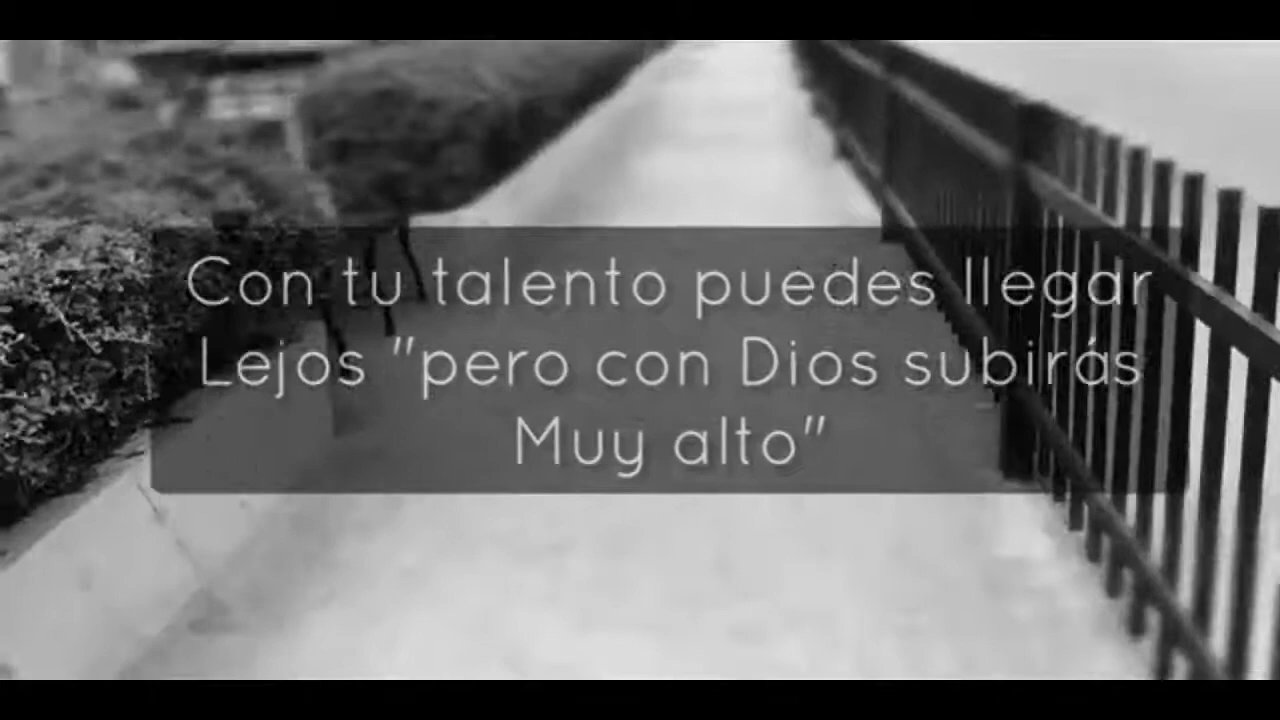 Con tu talento puedes llegar
Lejos "pero con Dios subirás
Muy alto"